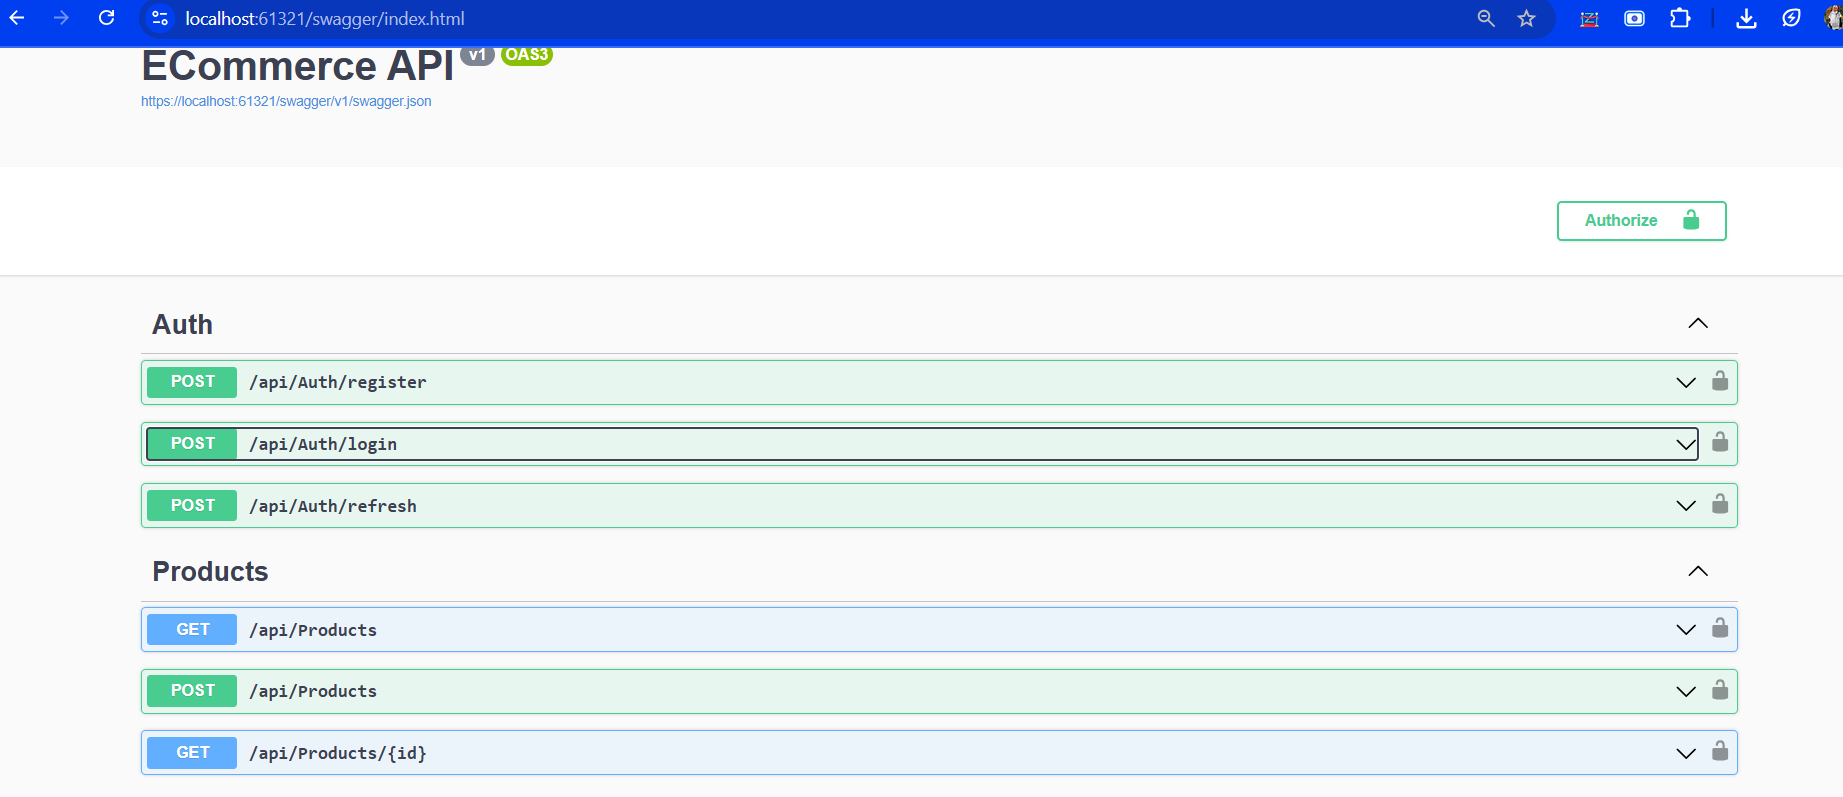 localhost:61321/swagger/index.html
ECommerce API v1 OAS3
https://localhost:61321/swagger/v1/swagger.json
Authorize
Auth
POST /api/Auth/register
POST /api/Auth/login
POST /api/Auth/refresh
Products
GET /api/Products
POST /api/Products
GET /api/Products/{id}